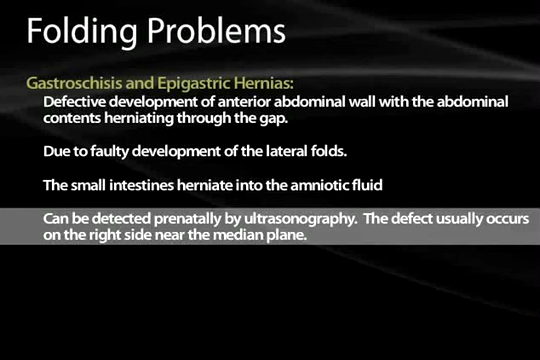 Folding Problems
Gastroschisis and Epigastric Hernias:
Defective development of anterior abdominal wall with the abdominal
contents herniating through the gap.
Due to faulty development of the lateral folds.
The small intestines herniate into the amniotic fluid
Can be detected prenatally by ultrasonography. The defect usually occurs
on the right side near the median plane.